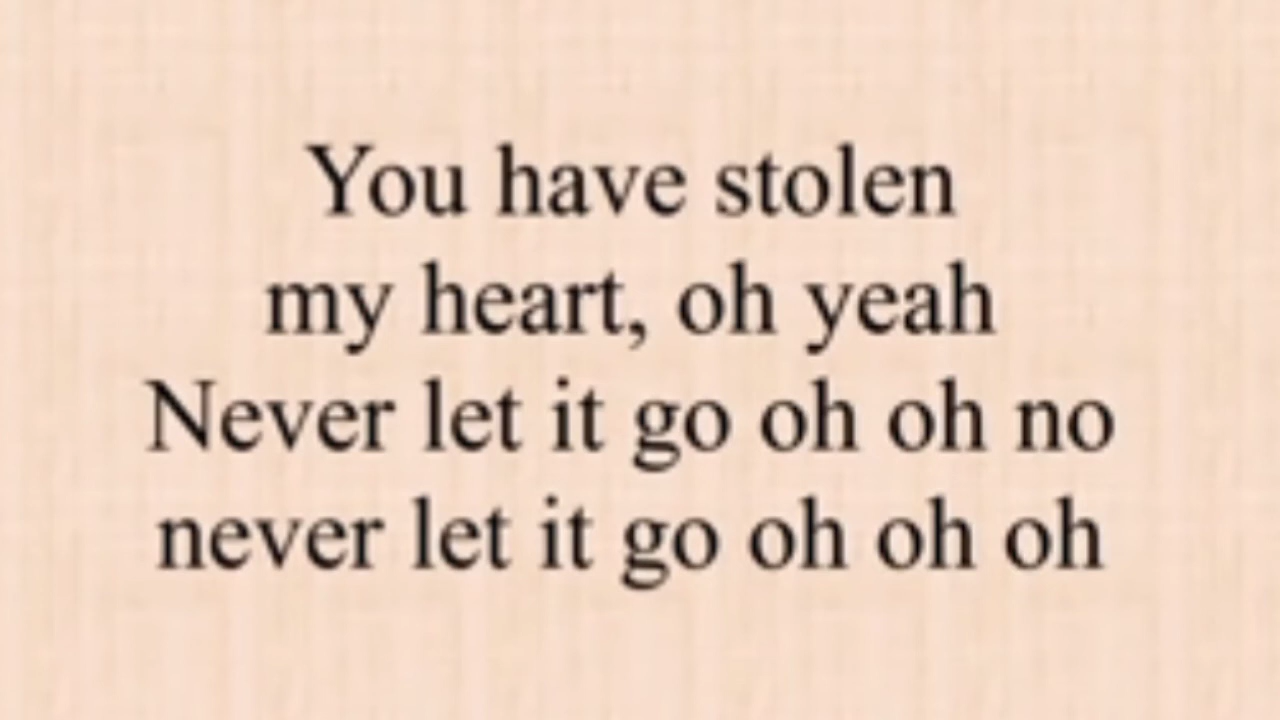 You have stolen
my heart, oh yeah
Never let it go oh oh no
never let it go oh oh oh